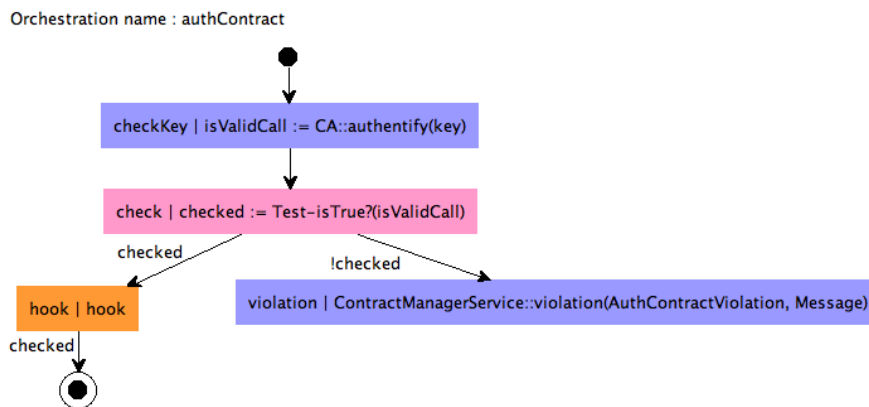 Orchestration name : authContract
checkKey | isValidCall := CA::authentify(key)
check | checked := Test-isTrue?(isValidCall)
checked
!checked
hook | hook
violation | ContractManagerService::violation(AuthContractViolation, Message)
checked